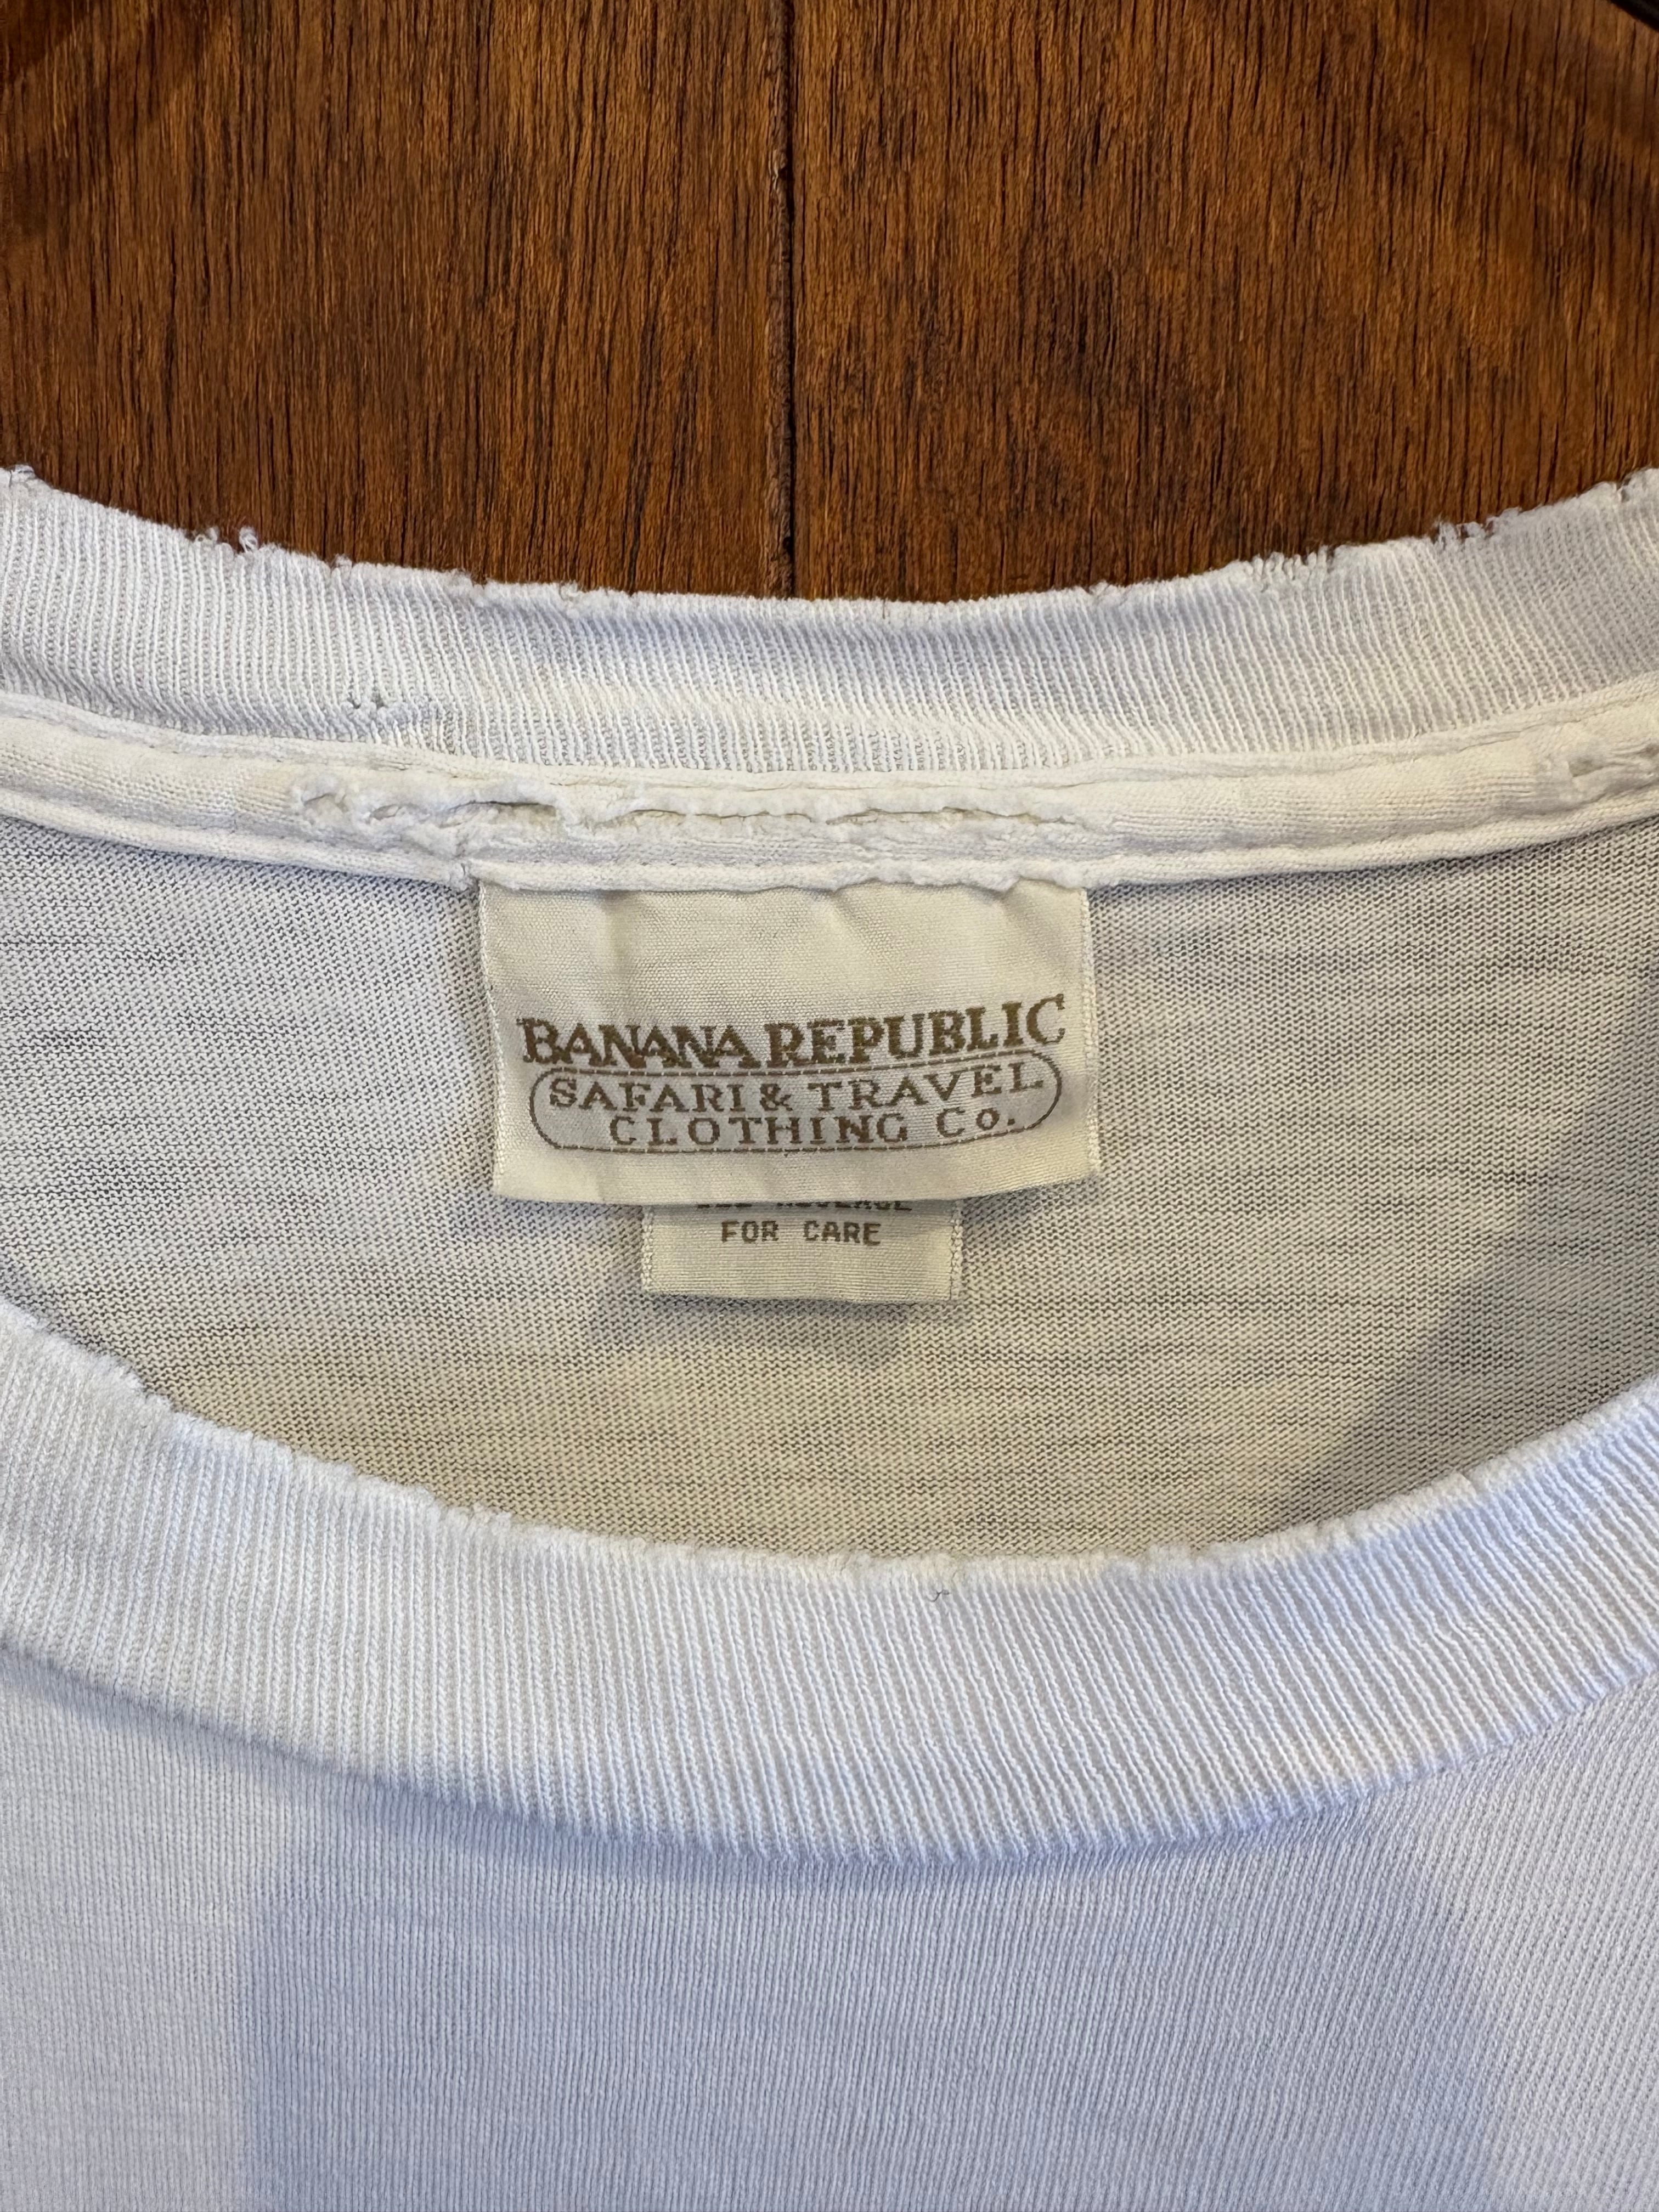 BANANA REPUBLIC
SAFARI & TRAVEL
CLOTHING Co.
FOR CARE